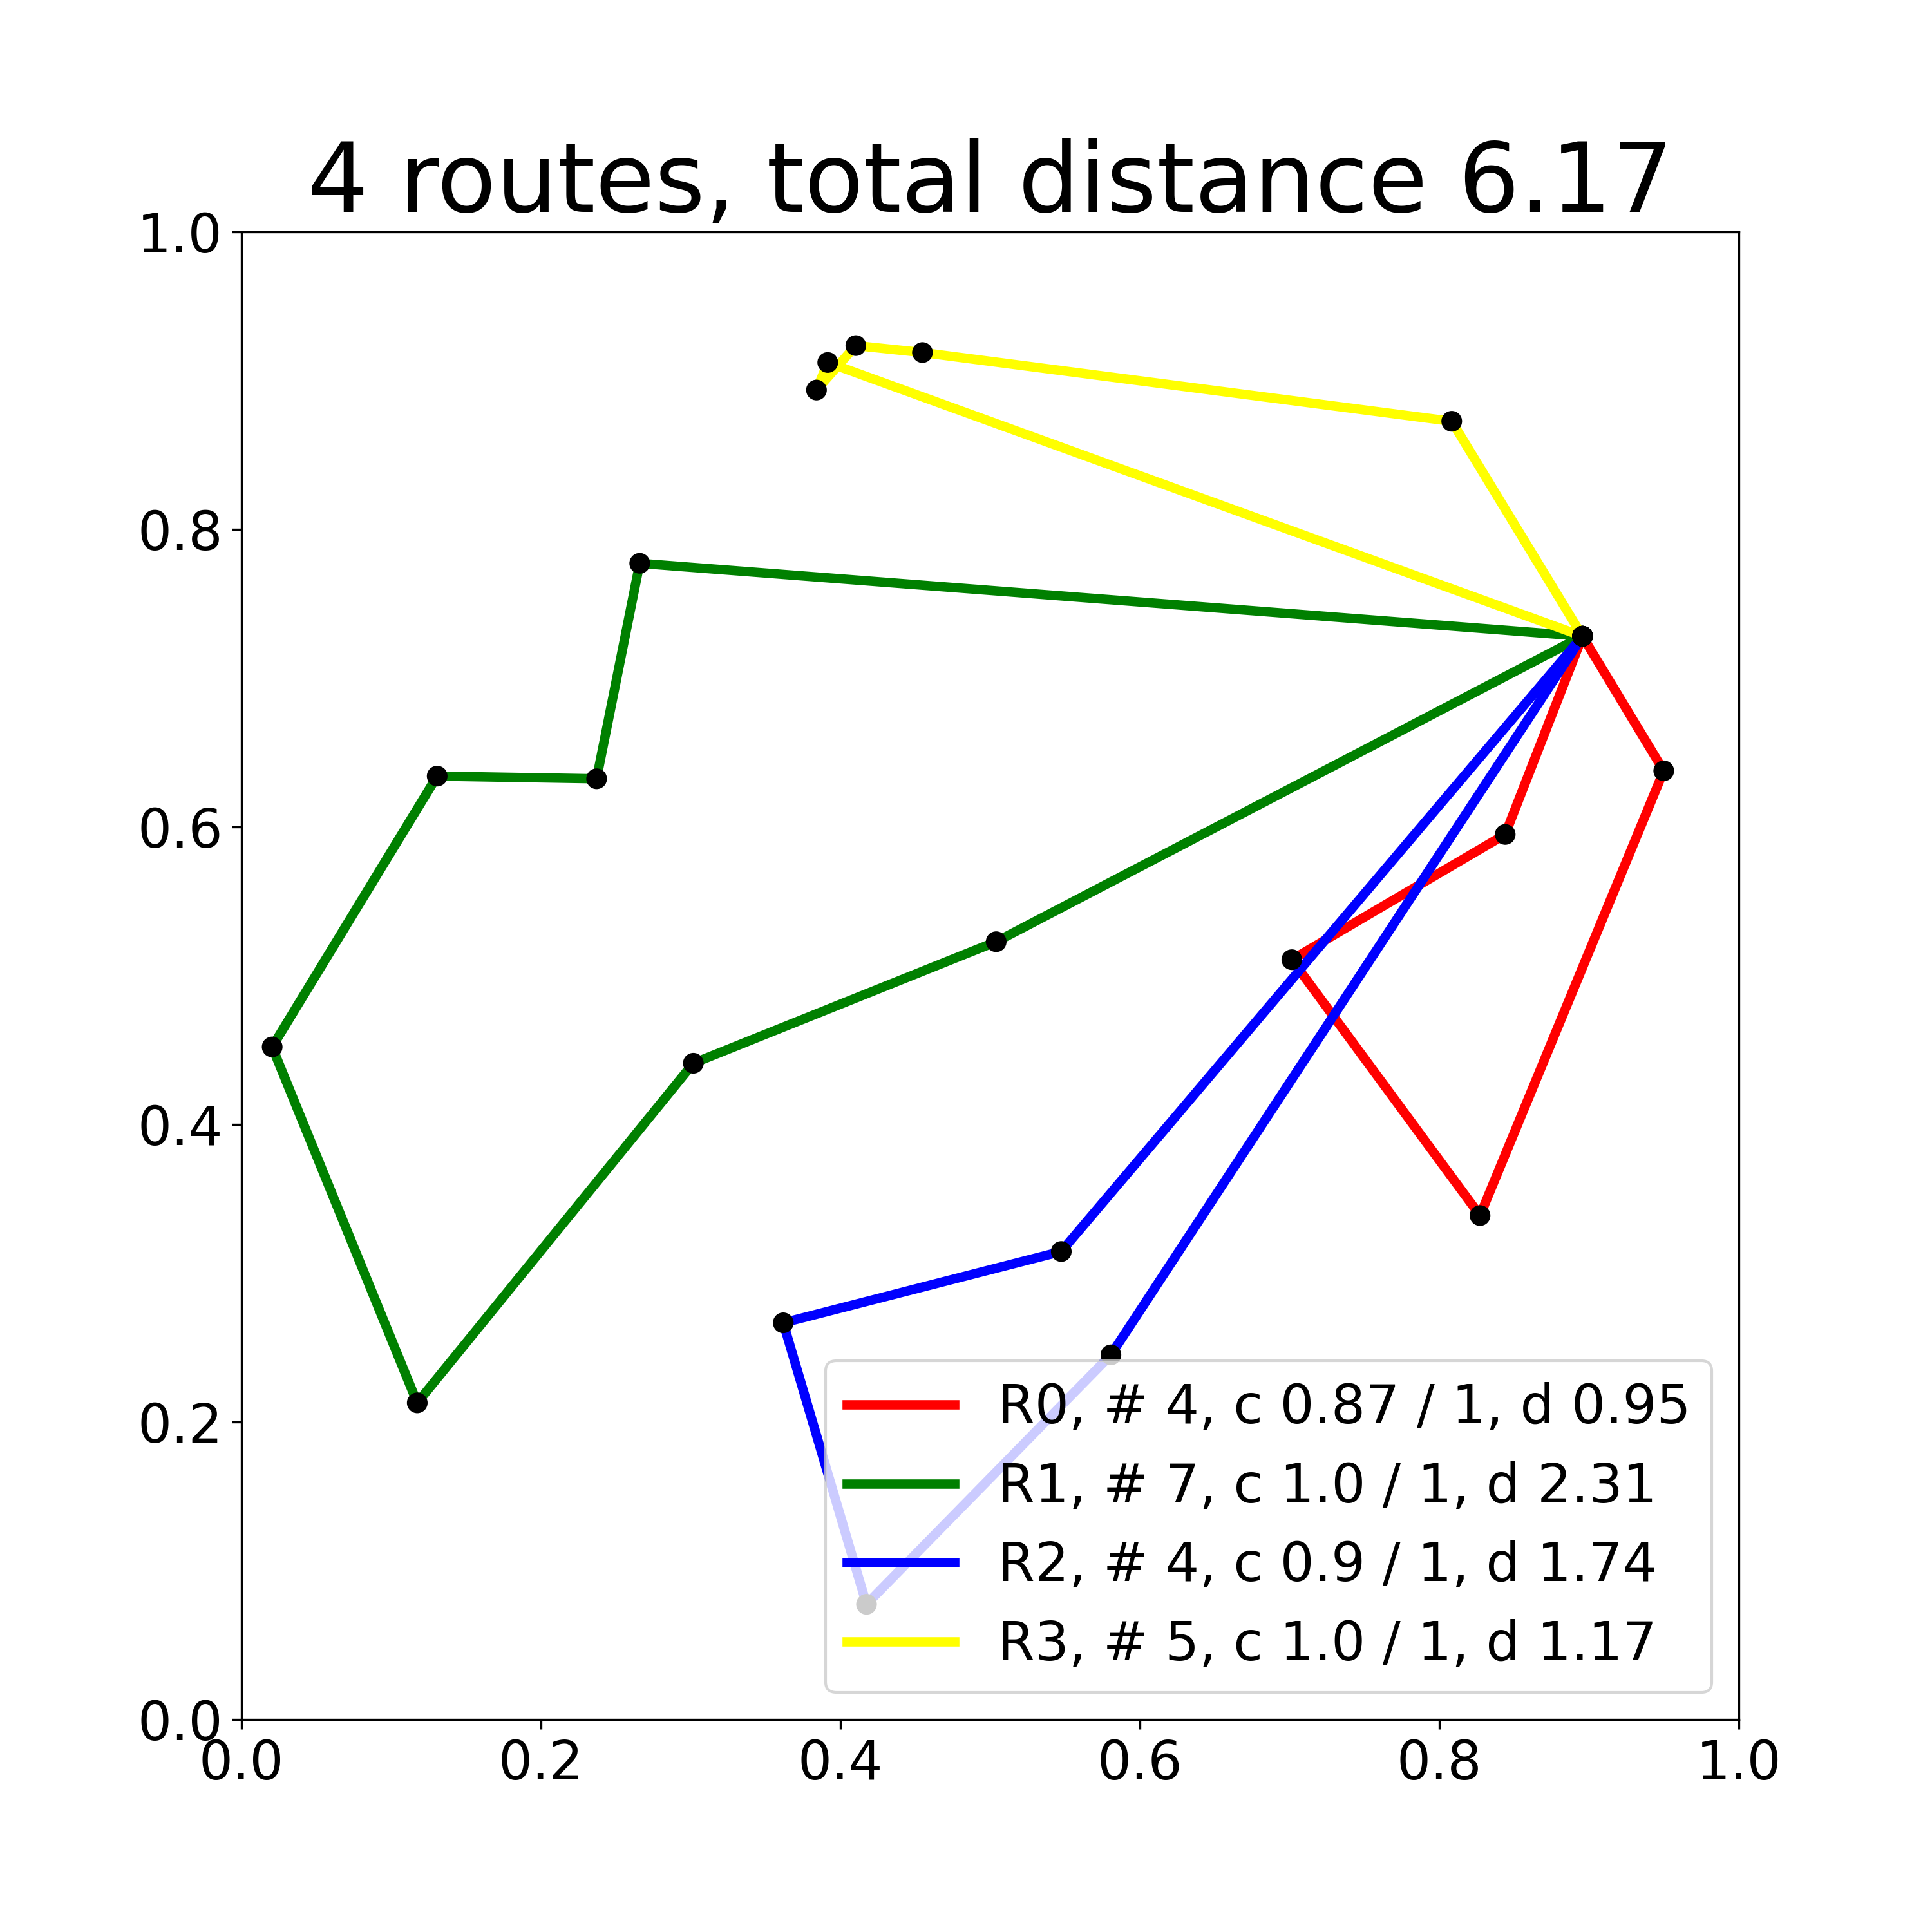 4 routes, total distance 6.17
1.0
0.8
0.6
0.4
0.2
0.0
0.0 0.2 0.4 0.6 0.8 1.0
R0, # 4, c 0.87 / 1, d 0.95
R1, # 7, c 1.0 / 1, d 2.31
R2, # 4, c 0.9 / 1, d 1.74
R3, # 5, c 1.0 / 1, d 1.17